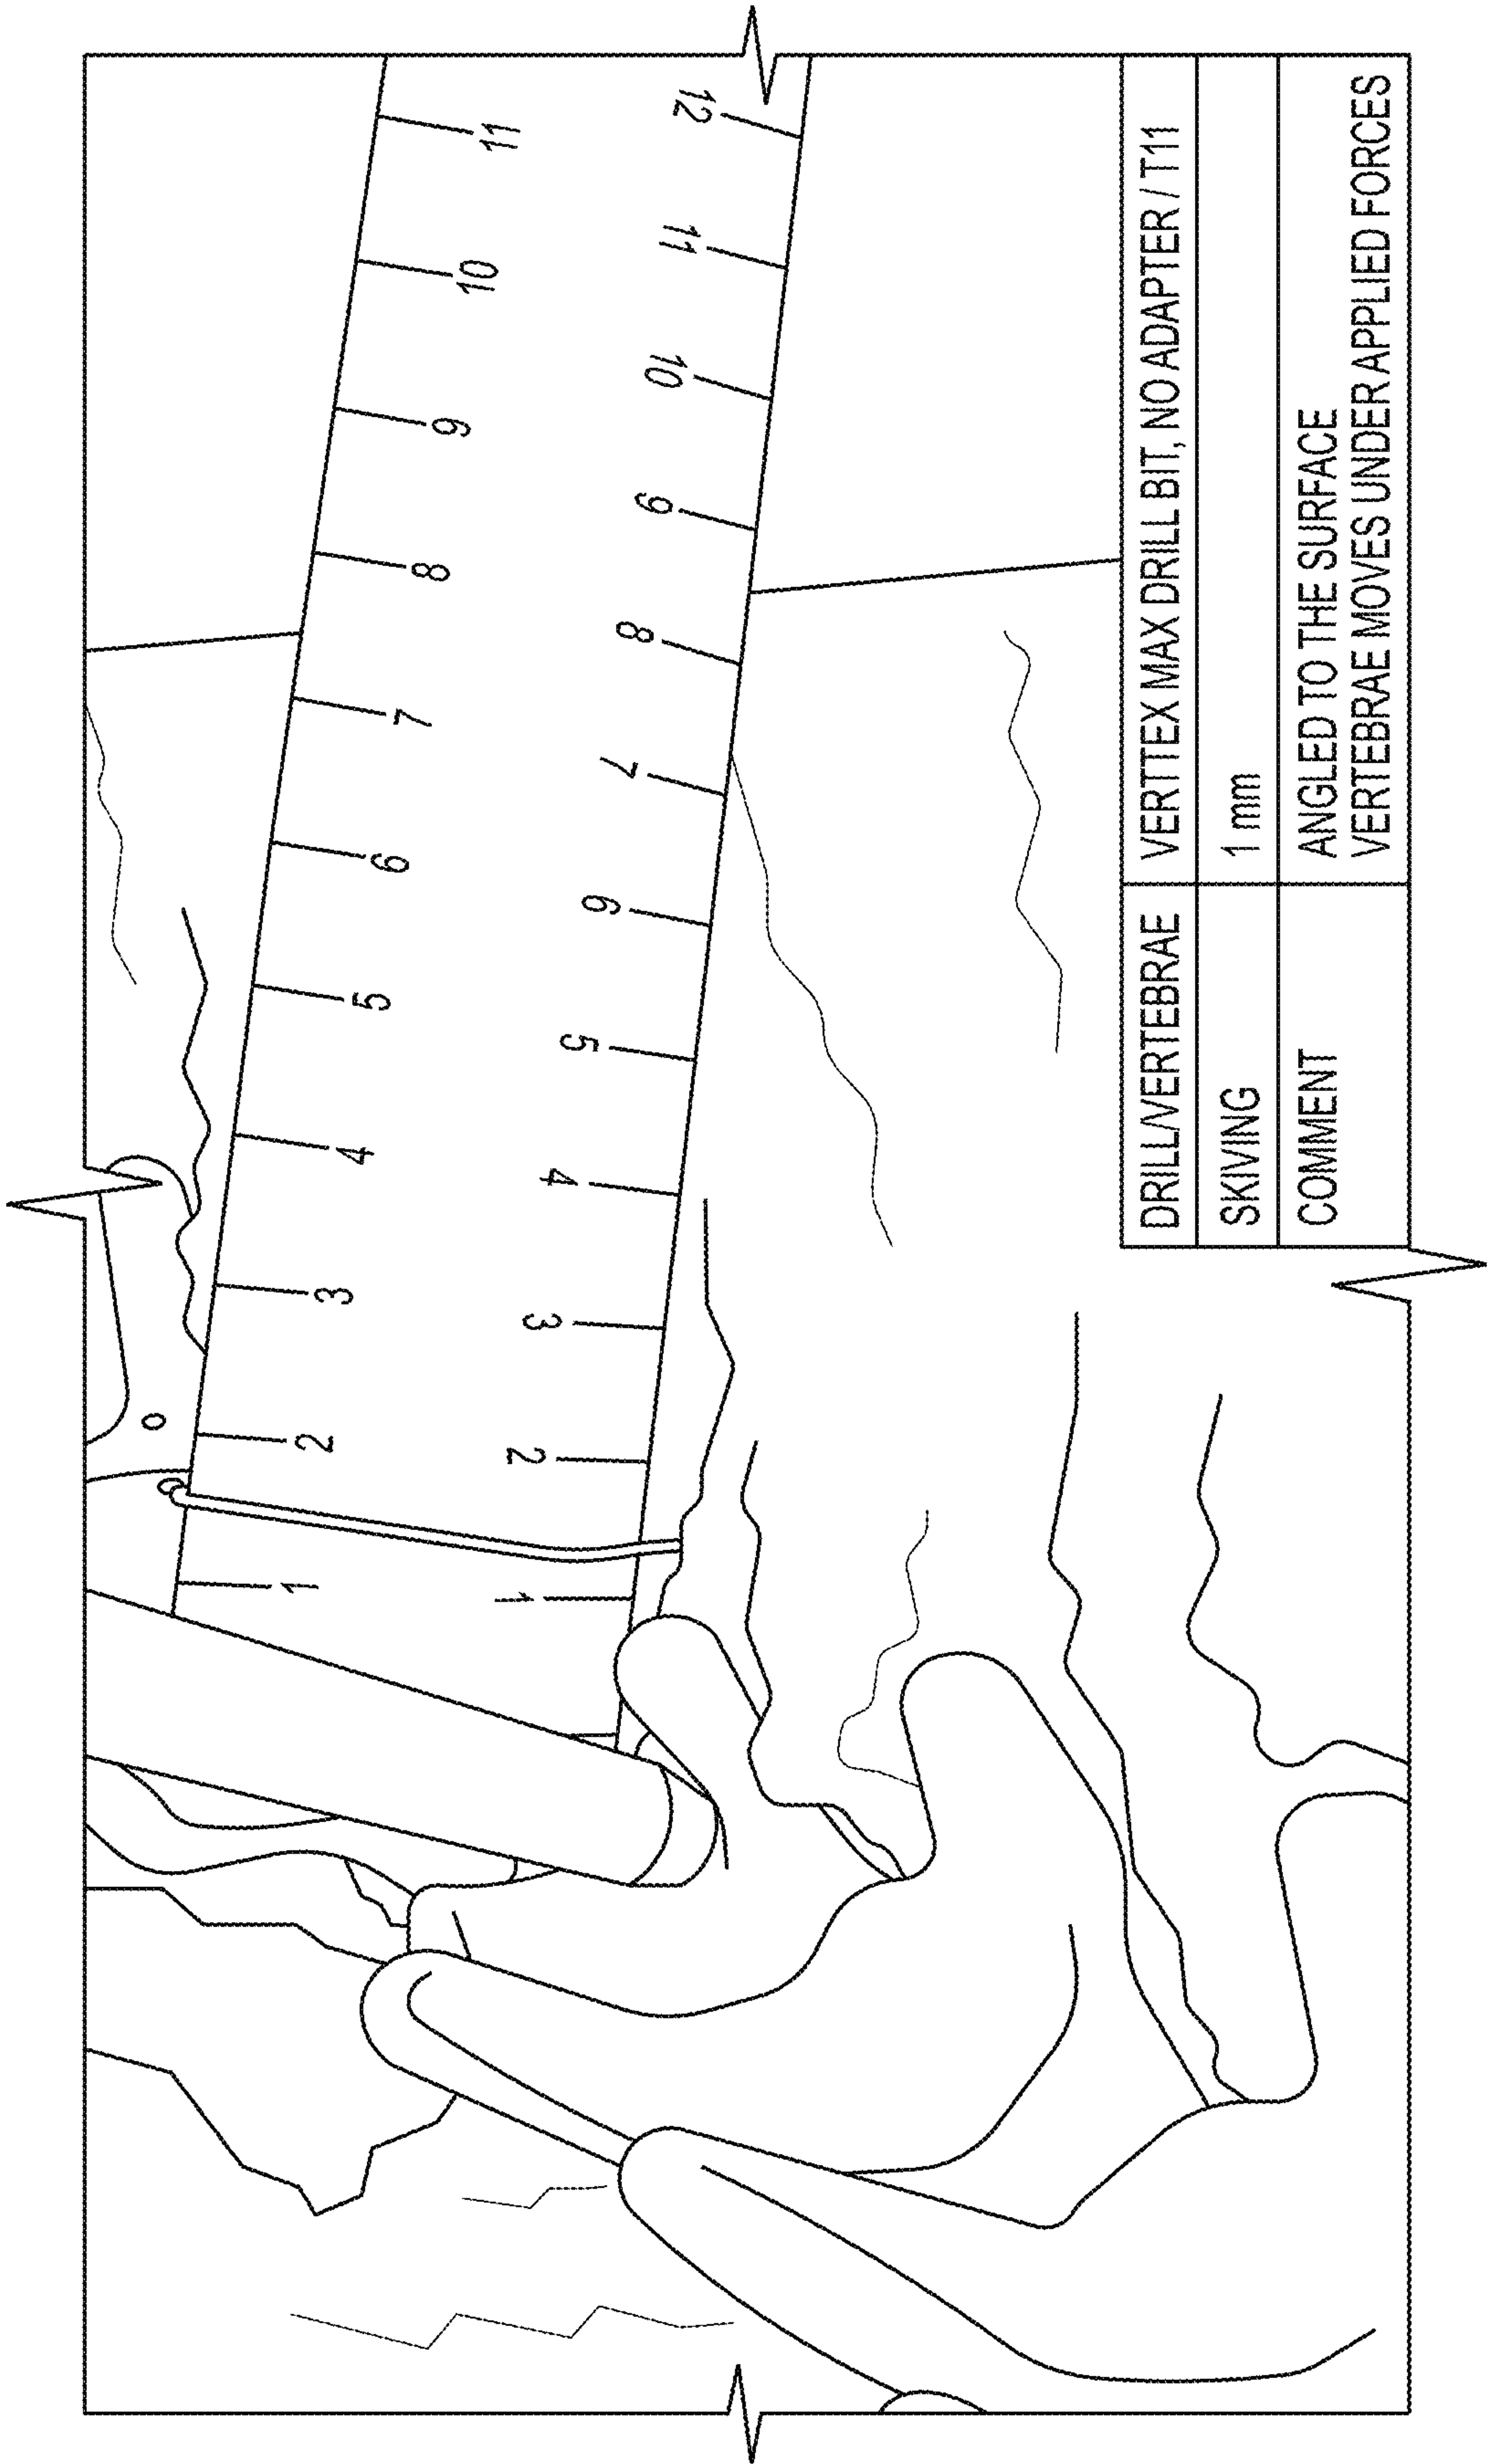 1 2 3 4 5 6 7 8 9 10 11
1 2 3 4 5 6 7 8 9 10 11 12
DRILL/VERTEBRAE VERTTEX MAX DRILL BIT, NO ADAPTER / T11
SKIVING 1 mm
COMMENT ANGLED TO THE SURFACE
VERTEBRAE MOVES UNDER APPLIED FORCES